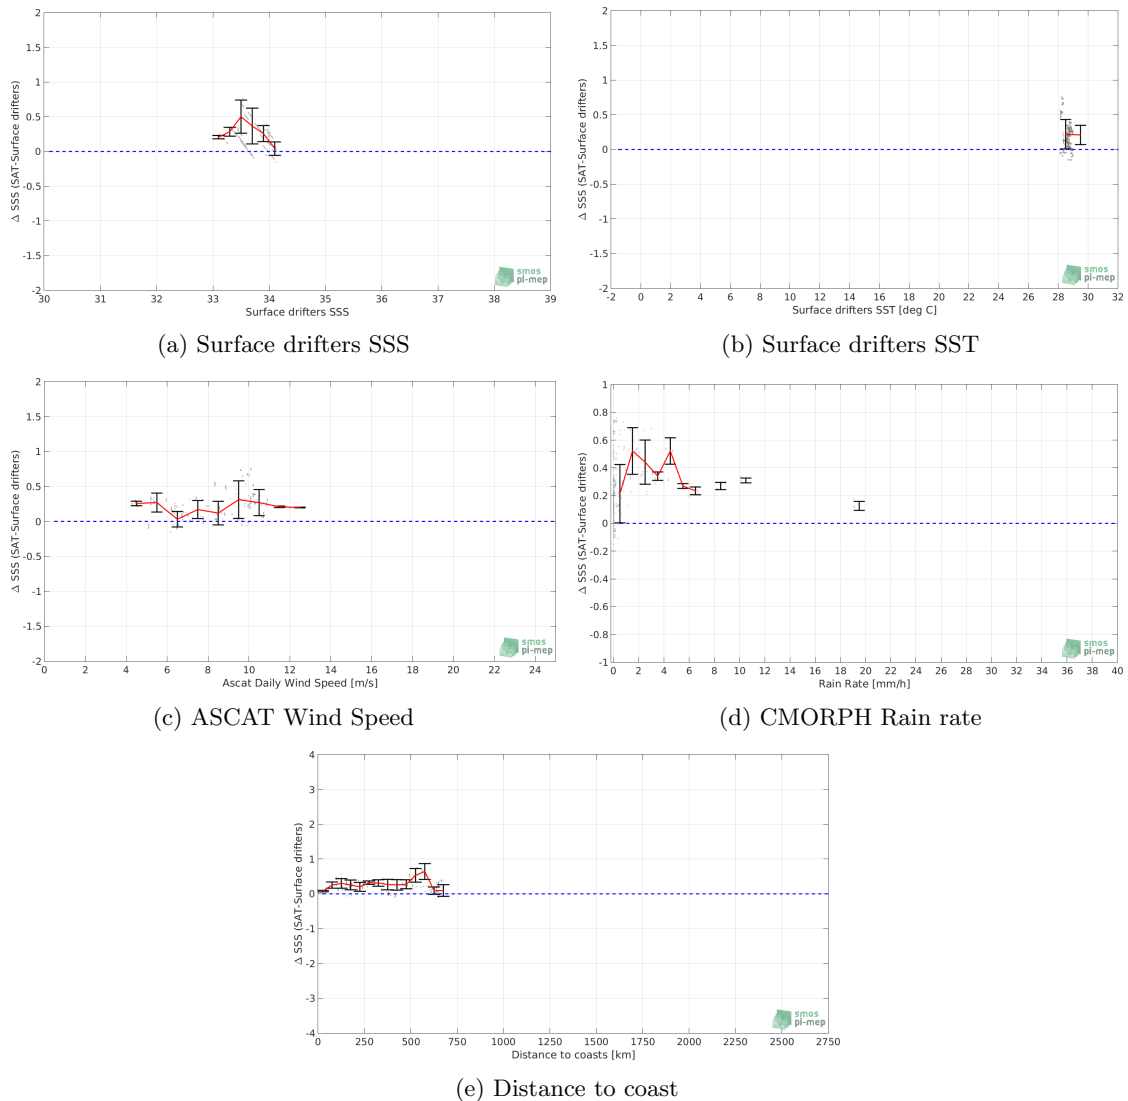 2
1.5
1
0.5
0
-0.5
-1
-1.5
-2
Δ SSS (SAT-Surface drifters)
30 31 32 33 34 35 36 37 38 39
Surface drifters SSS
smos
pi-mep
(a) Surface drifters SSS
2
1.5
1
0.5
0
-0.5
-1
-1.5
-2
Δ SSS (SAT-Surface drifters)
-2 0 2 4 6 8 10 12 14 16 18 20 22 24 26 28 30 32
Surface drifters SST [deg C]
smos
pi-mep
(b) Surface drifters SST
2
1.5
1
0.5
0
-0.5
-1
-1.5
-2
Δ SSS (SAT-Surface drifters)
0 2 4 6 8 10 12 14 16 18 20 22 24
Ascat Daily Wind Speed [m/s]
smos
pi-mep
(c) ASCAT Wind Speed
1
0.8
0.6
0.4
0.2
0
-0.2
-0.4
-0.6
-0.8
-1
Δ SSS (SAT-Surface drifters)
0 2 4 6 8 10 12 14 16 18 20 22 24 26 28 30 32 34 36 38 40
Rain Rate [mm/h]
smos
pi-mep
(d) CMORPH Rain rate
4
3
2
1
0
-1
-2
-3
-4
Δ SSS (SAT-Surface drifters)
0 250 500 750 1000 1250 1500 1750 2000 2250 2500 2750
Distance to coasts [km]
smos
pi-mep
(e) Distance to coast